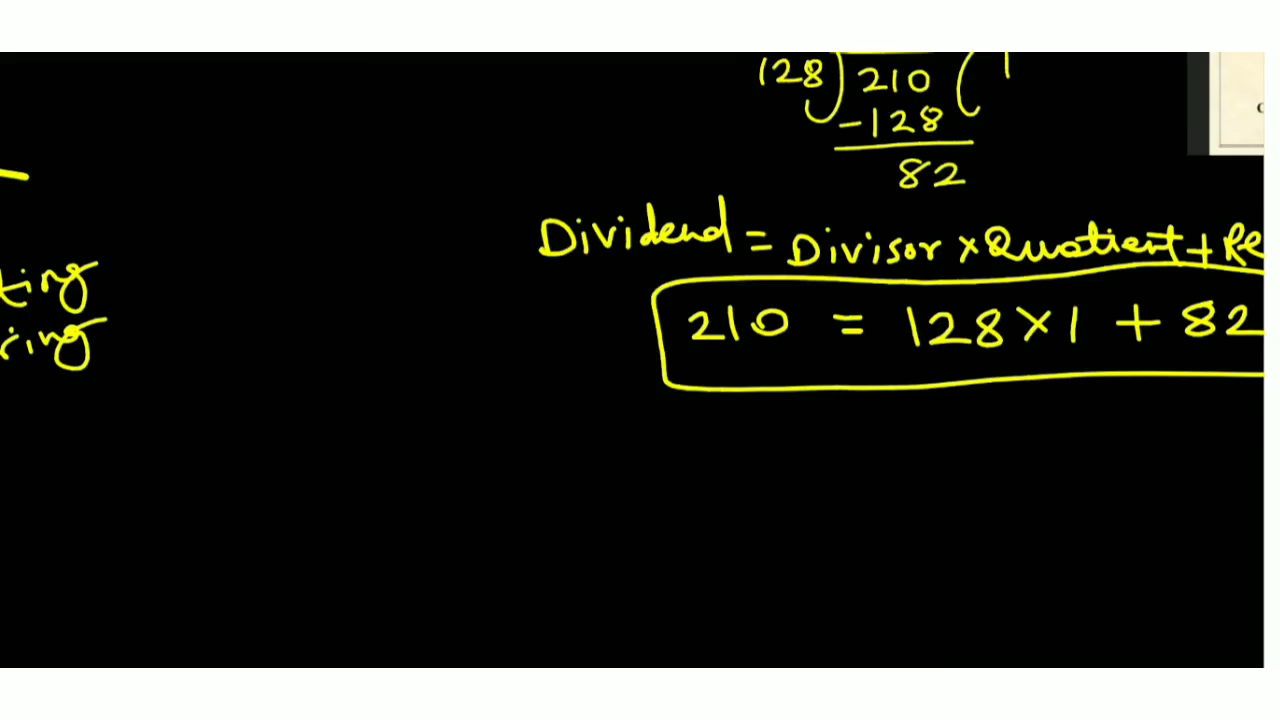 128) 210 ( 1
-128
82
Dividend = Divisor × Quotient + Re
210 = 128 × 1 + 82
ting
ring